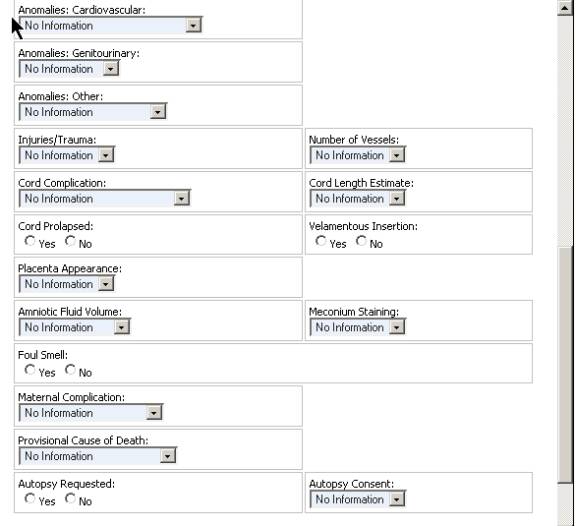 Anomalies: Cardiovascular:
No Information
Anomalies: Genitourinary:
No Information
Anomalies: Other:
No Information
Injuries/Trauma:
No Information
Number of Vessels:
No Information
Cord Complication:
No Information
Cord Length Estimate:
No Information
Cord Prolapsed:
Yes No
Velamentous Insertion:
Yes No
Placenta Appearance:
No Information
Amniotic Fluid Volume:
No Information
Meconium Staining:
No Information
Foul Smell:
Yes No
Maternal Complication:
No Information
Provisional Cause of Death:
No Information
Autopsy Requested:
Yes No
Autopsy Consent:
No Information